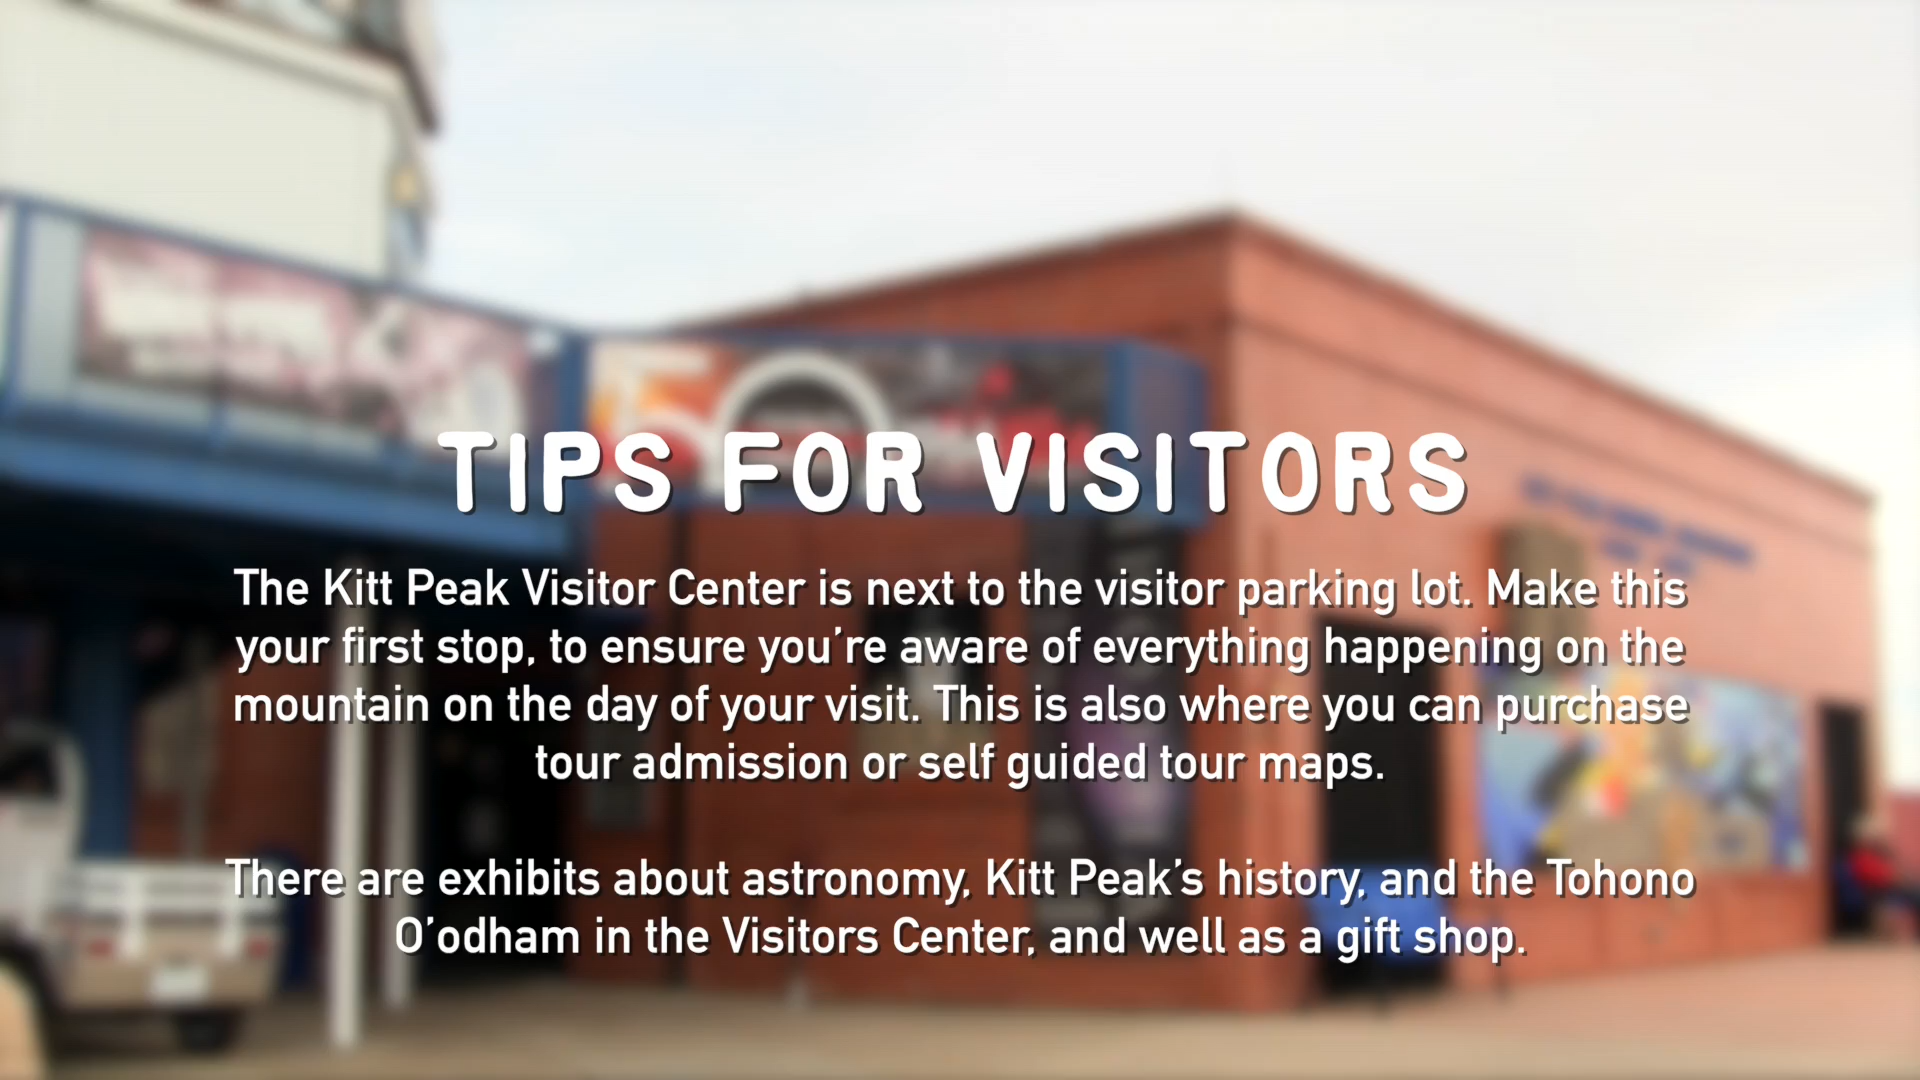 TIPS FOR VISITORS
The Kitt Peak Visitor Center is next to the visitor parking lot. Make this
your first stop, to ensure you’re aware of everything happening on the
mountain on the day of your visit. This is also where you can purchase
tour admission or self guided tour maps.
There are exhibits about astronomy, Kitt Peak’s history, and the Tohono
O’odham in the Visitors Center, and well as a gift shop.